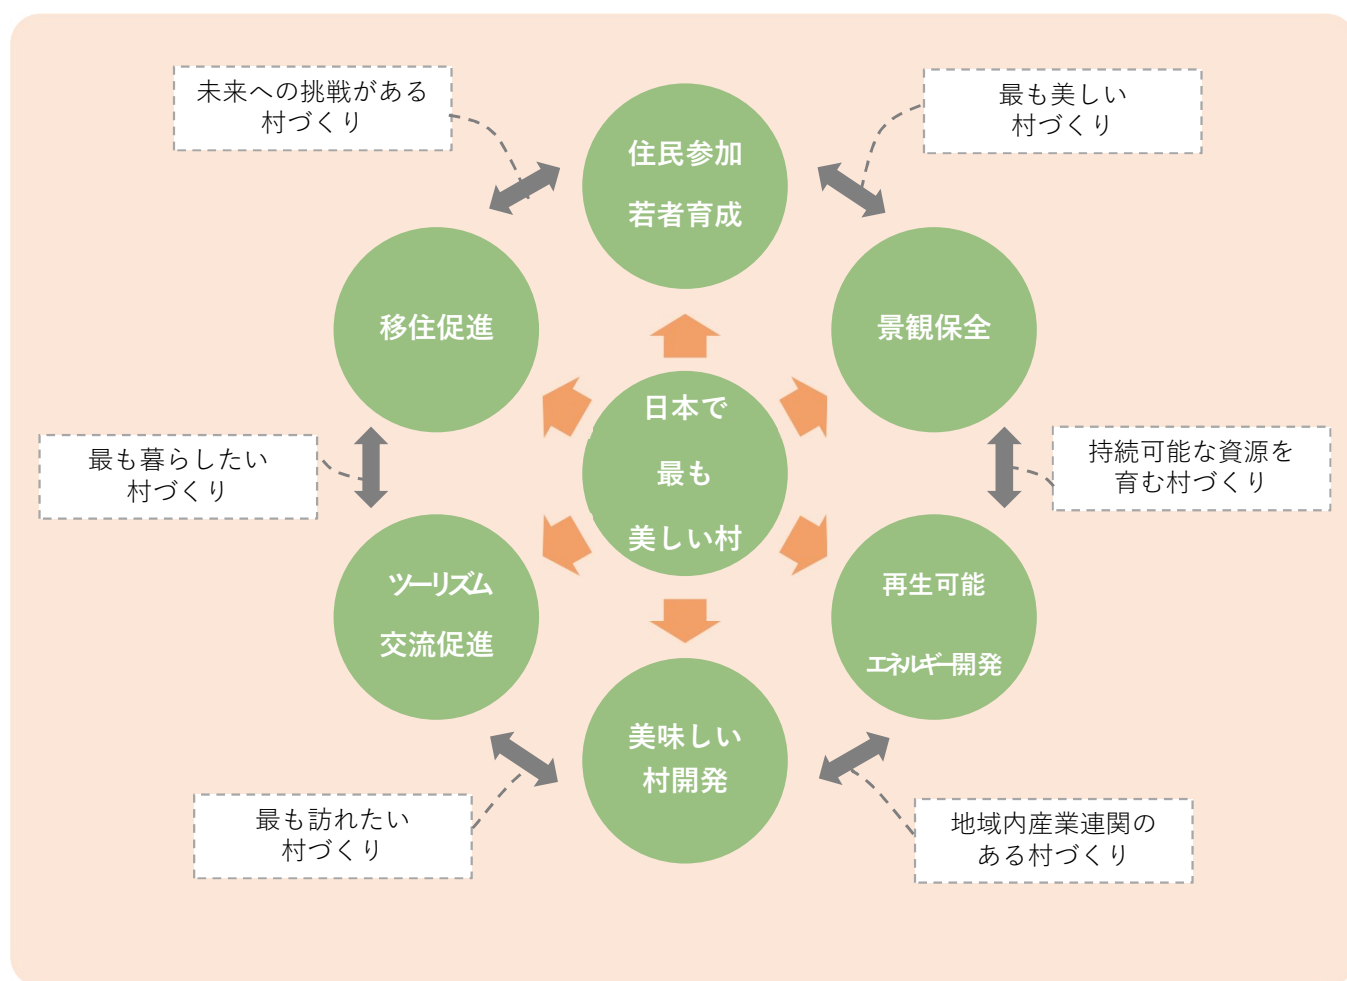 未来への挑戦がある
村づくり
最も美しい
村づくり
住民参加
若者育成
移住促進
景観保全
日本で
最も
美しい村
最も暮らしたい
村づくり
持続可能な資源を
育む村づくり
ツーリズム
交流促進
再生可能
エネルギー開発
美味しい
村開発
最も訪れたい
村づくり
地域内産業連関の
ある村づくり